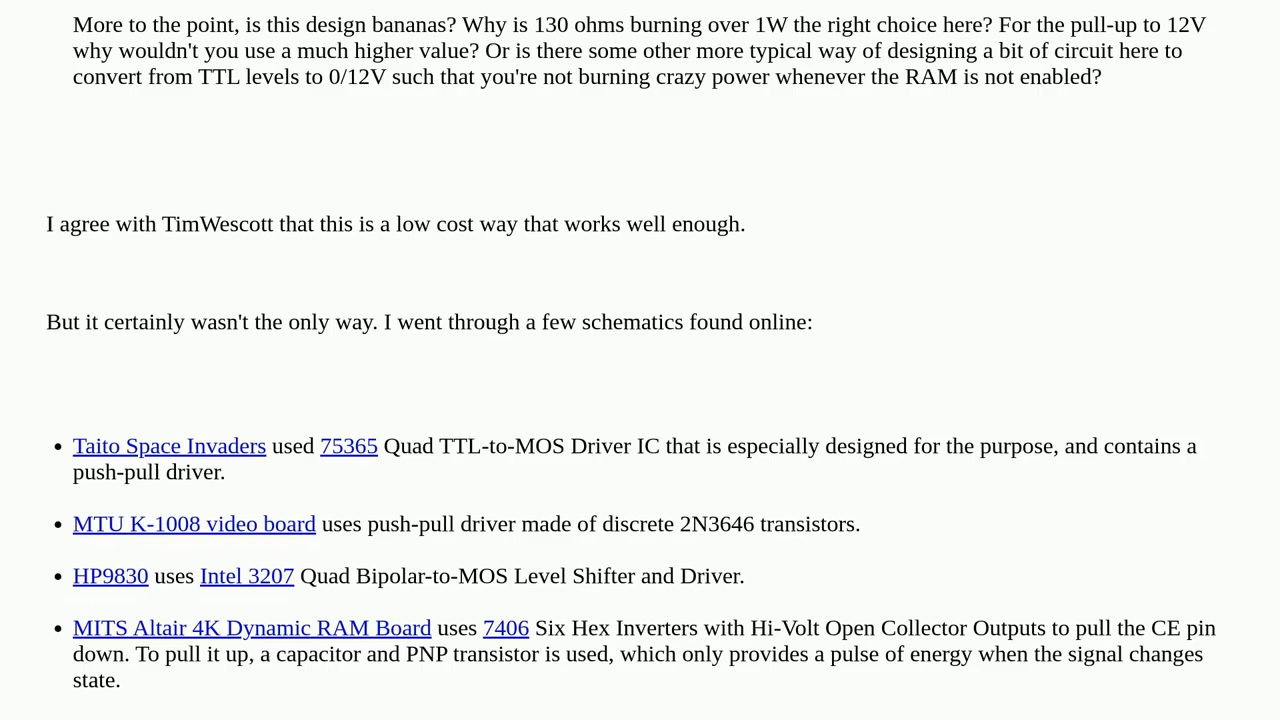 More to the point, is this design bananas? Why is 130 ohms burning over 1W the right choice here? For the pull-up to 12V
why wouldn't you use a much higher value? Or is there some other more typical way of designing a bit of circuit here to
convert from TTL levels to 0/12V such that you're not burning crazy power whenever the RAM is not enabled?
I agree with TimWescott that this is a low cost way that works well enough.
But it certainly wasn't the only way. I went through a few schematics found online:
• Taito Space Invaders used 75365 Quad TTL-to-MOS Driver IC that is especially designed for the purpose, and contains a
push-pull driver.
• MTU K-1008 video board uses push-pull driver made of discrete 2N3646 transistors.
• HP9830 uses Intel 3207 Quad Bipolar-to-MOS Level Shifter and Driver.
• MITS Altair 4K Dynamic RAM Board uses 7406 Six Hex Inverters with Hi-Volt Open Collector Outputs to pull the CE pin
down. To pull it up, a capacitor and PNP transistor is used, which only provides a pulse of energy when the signal changes
state.